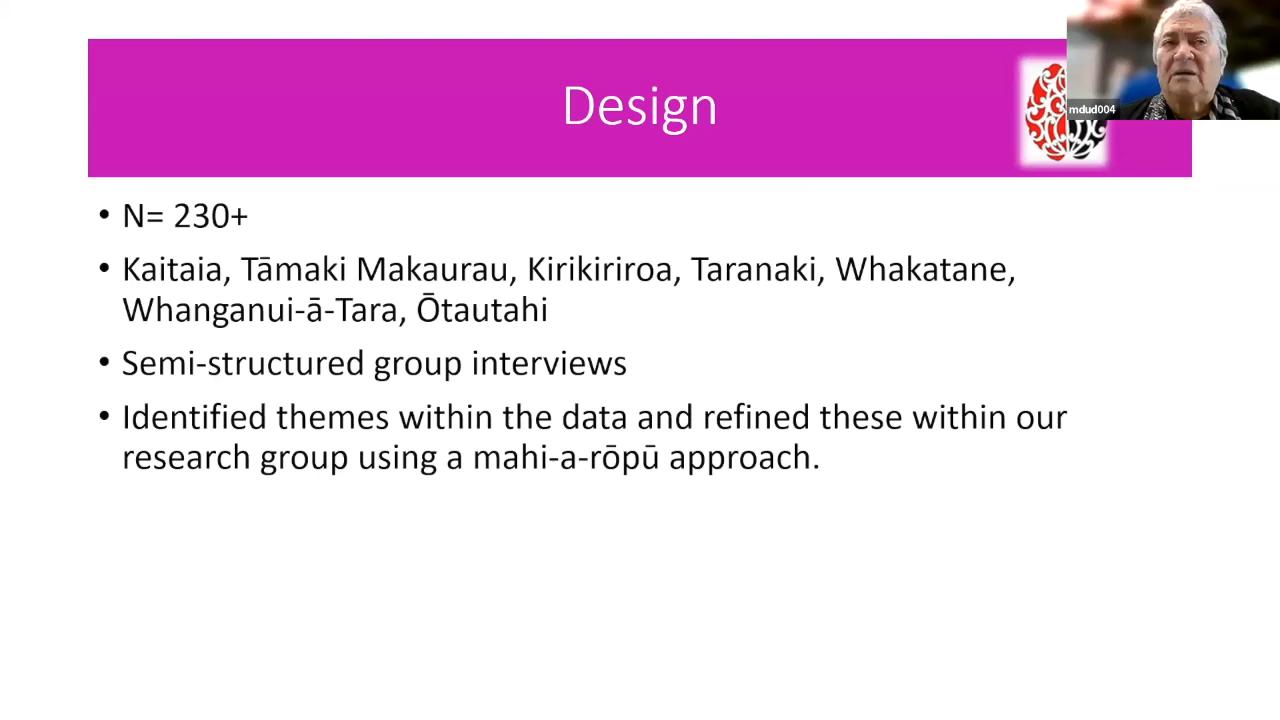 Design
mdud004
• N= 230+
• Kaitaia, Tāmaki Makaurau, Kirikiriroa, Taranaki, Whakatane,
Whanganui-ā-Tara, Ōtautahi
• Semi-structured group interviews
• Identified themes within the data and refined these within our
research group using a mahi-a-rōpū approach.